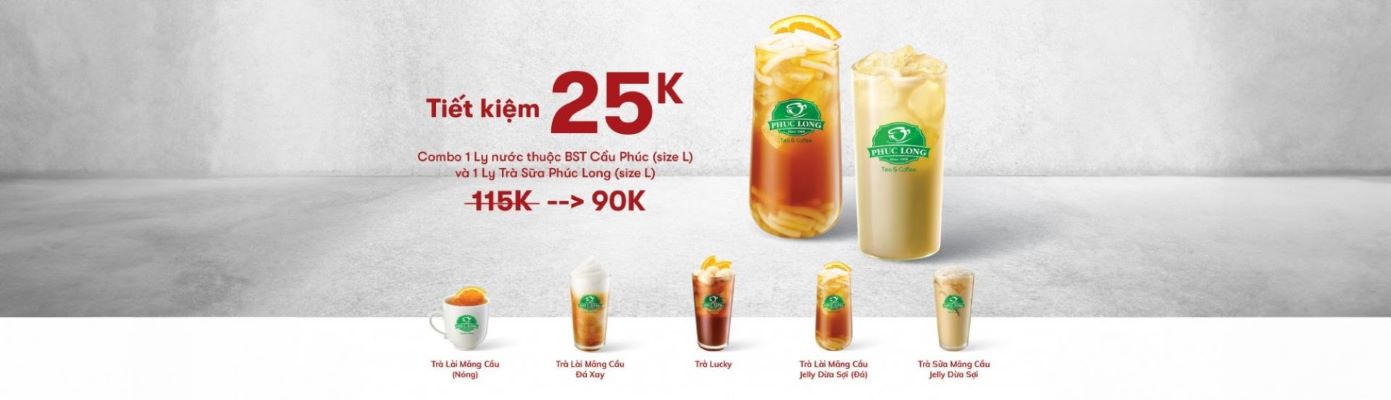 Tiết kiệm 25K
Combo 1 Ly nước thuộc BST Cầu Phúc (size L)
và 1 Ly Trà Sữa Phúc Long (size L)
115K --> 90K
PHUC LONG
Tea & Coffee
PHUC LONG
Tea & Coffee
Trà Lài Mãng Cầu
(Nóng)
Trà Lài Mãng Cầu
Đá Xay
Trà Lucky
Trà Lài Mãng Cầu
Jelly Dừa Sợi (Đá)
Trà Sữa Mãng Cầu
Jelly Dừa Sợi